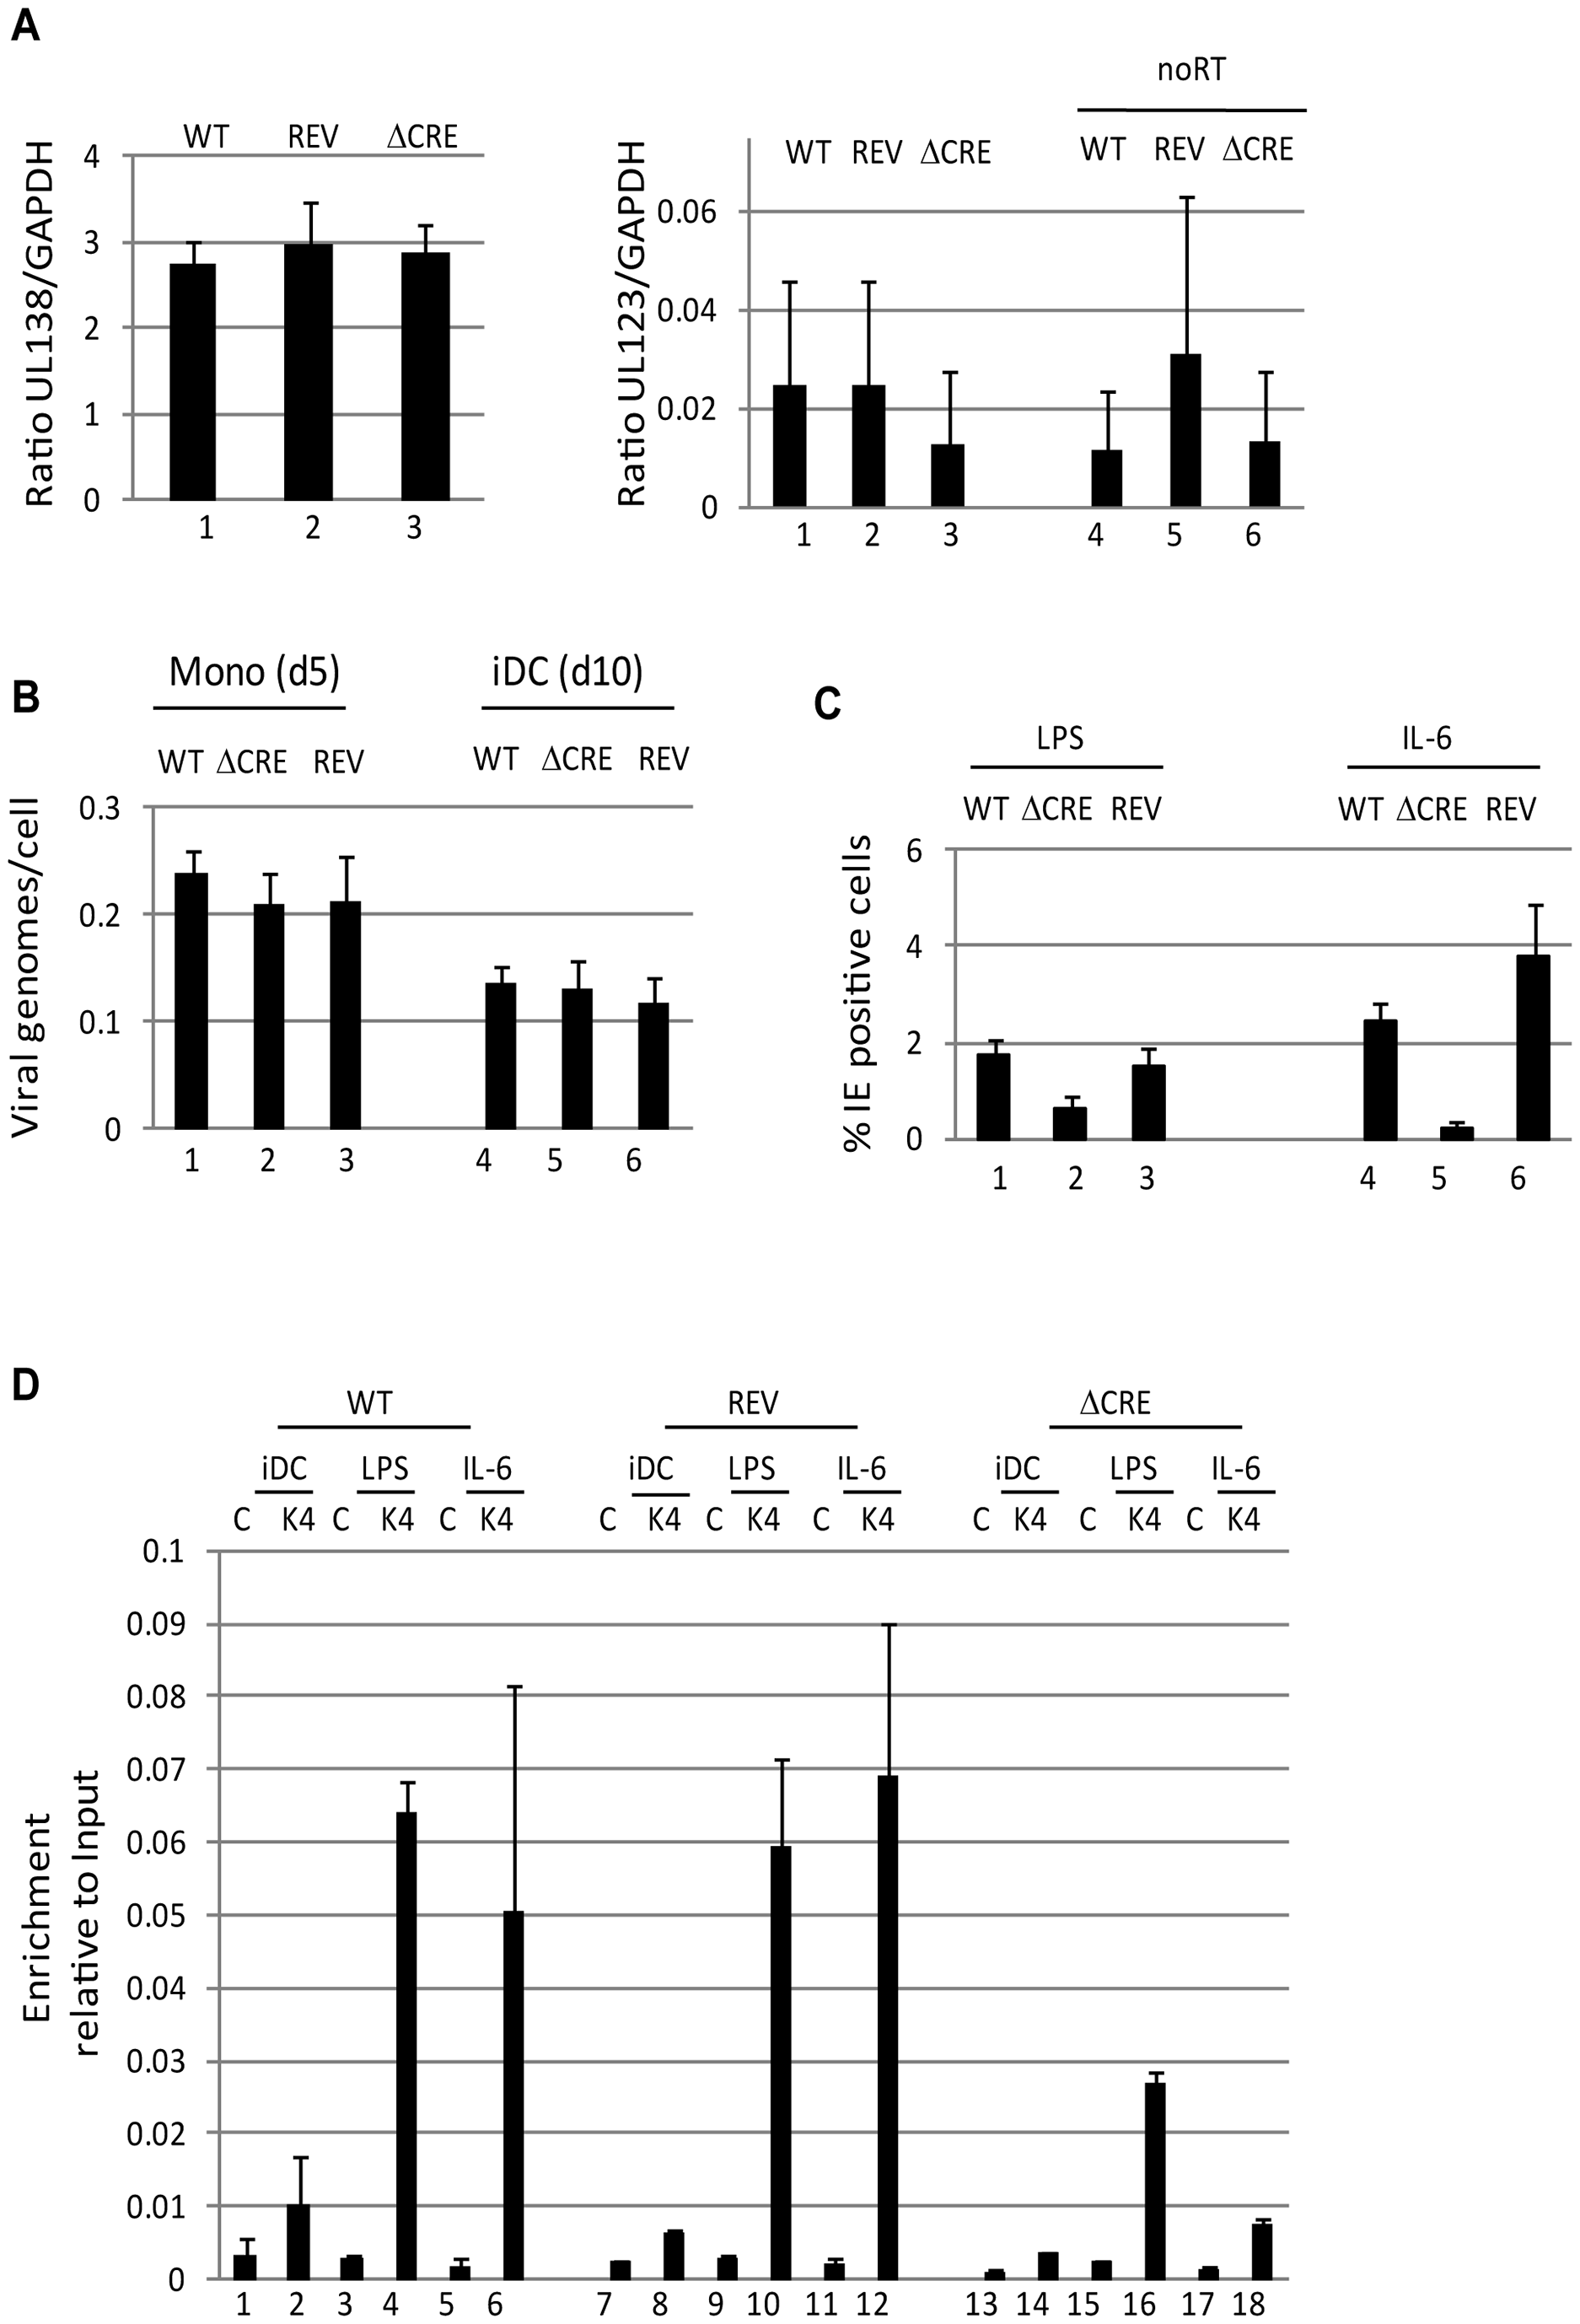 A
noRT
WT REV ΔCRE
WT REV ΔCRE WT REV ΔCRE
Ratio UL138/GAPDH
4
3
2
1
0
1 2 3
Ratio UL123/GAPDH
0.06
0.04
0.02
0
1 2 3 4 5 6
B
Mono (d5) iDC (d10)
WT ΔCRE REV WT ΔCRE REV
Viral genomes/cell
0.3
0.2
0.1
0
1 2 3 4 5 6
C
LPS IL-6
WT ΔCRE REV WT ΔCRE REV
% IE positive cells
6
4
2
0
1 2 3 4 5 6
D
WT REV ΔCRE
iDC LPS IL-6 iDC LPS IL-6 iDC LPS IL-6
C K4 C K4 C K4 C K4 C K4 C K4 C K4 C K4 C K4
Enrichment
relative to Input
0.1
0.09
0.08
0.07
0.06
0.05
0.04
0.03
0.02
0.01
0
1 2 3 4 5 6 7 8 9 10 11 12 13 14 15 16 17 18